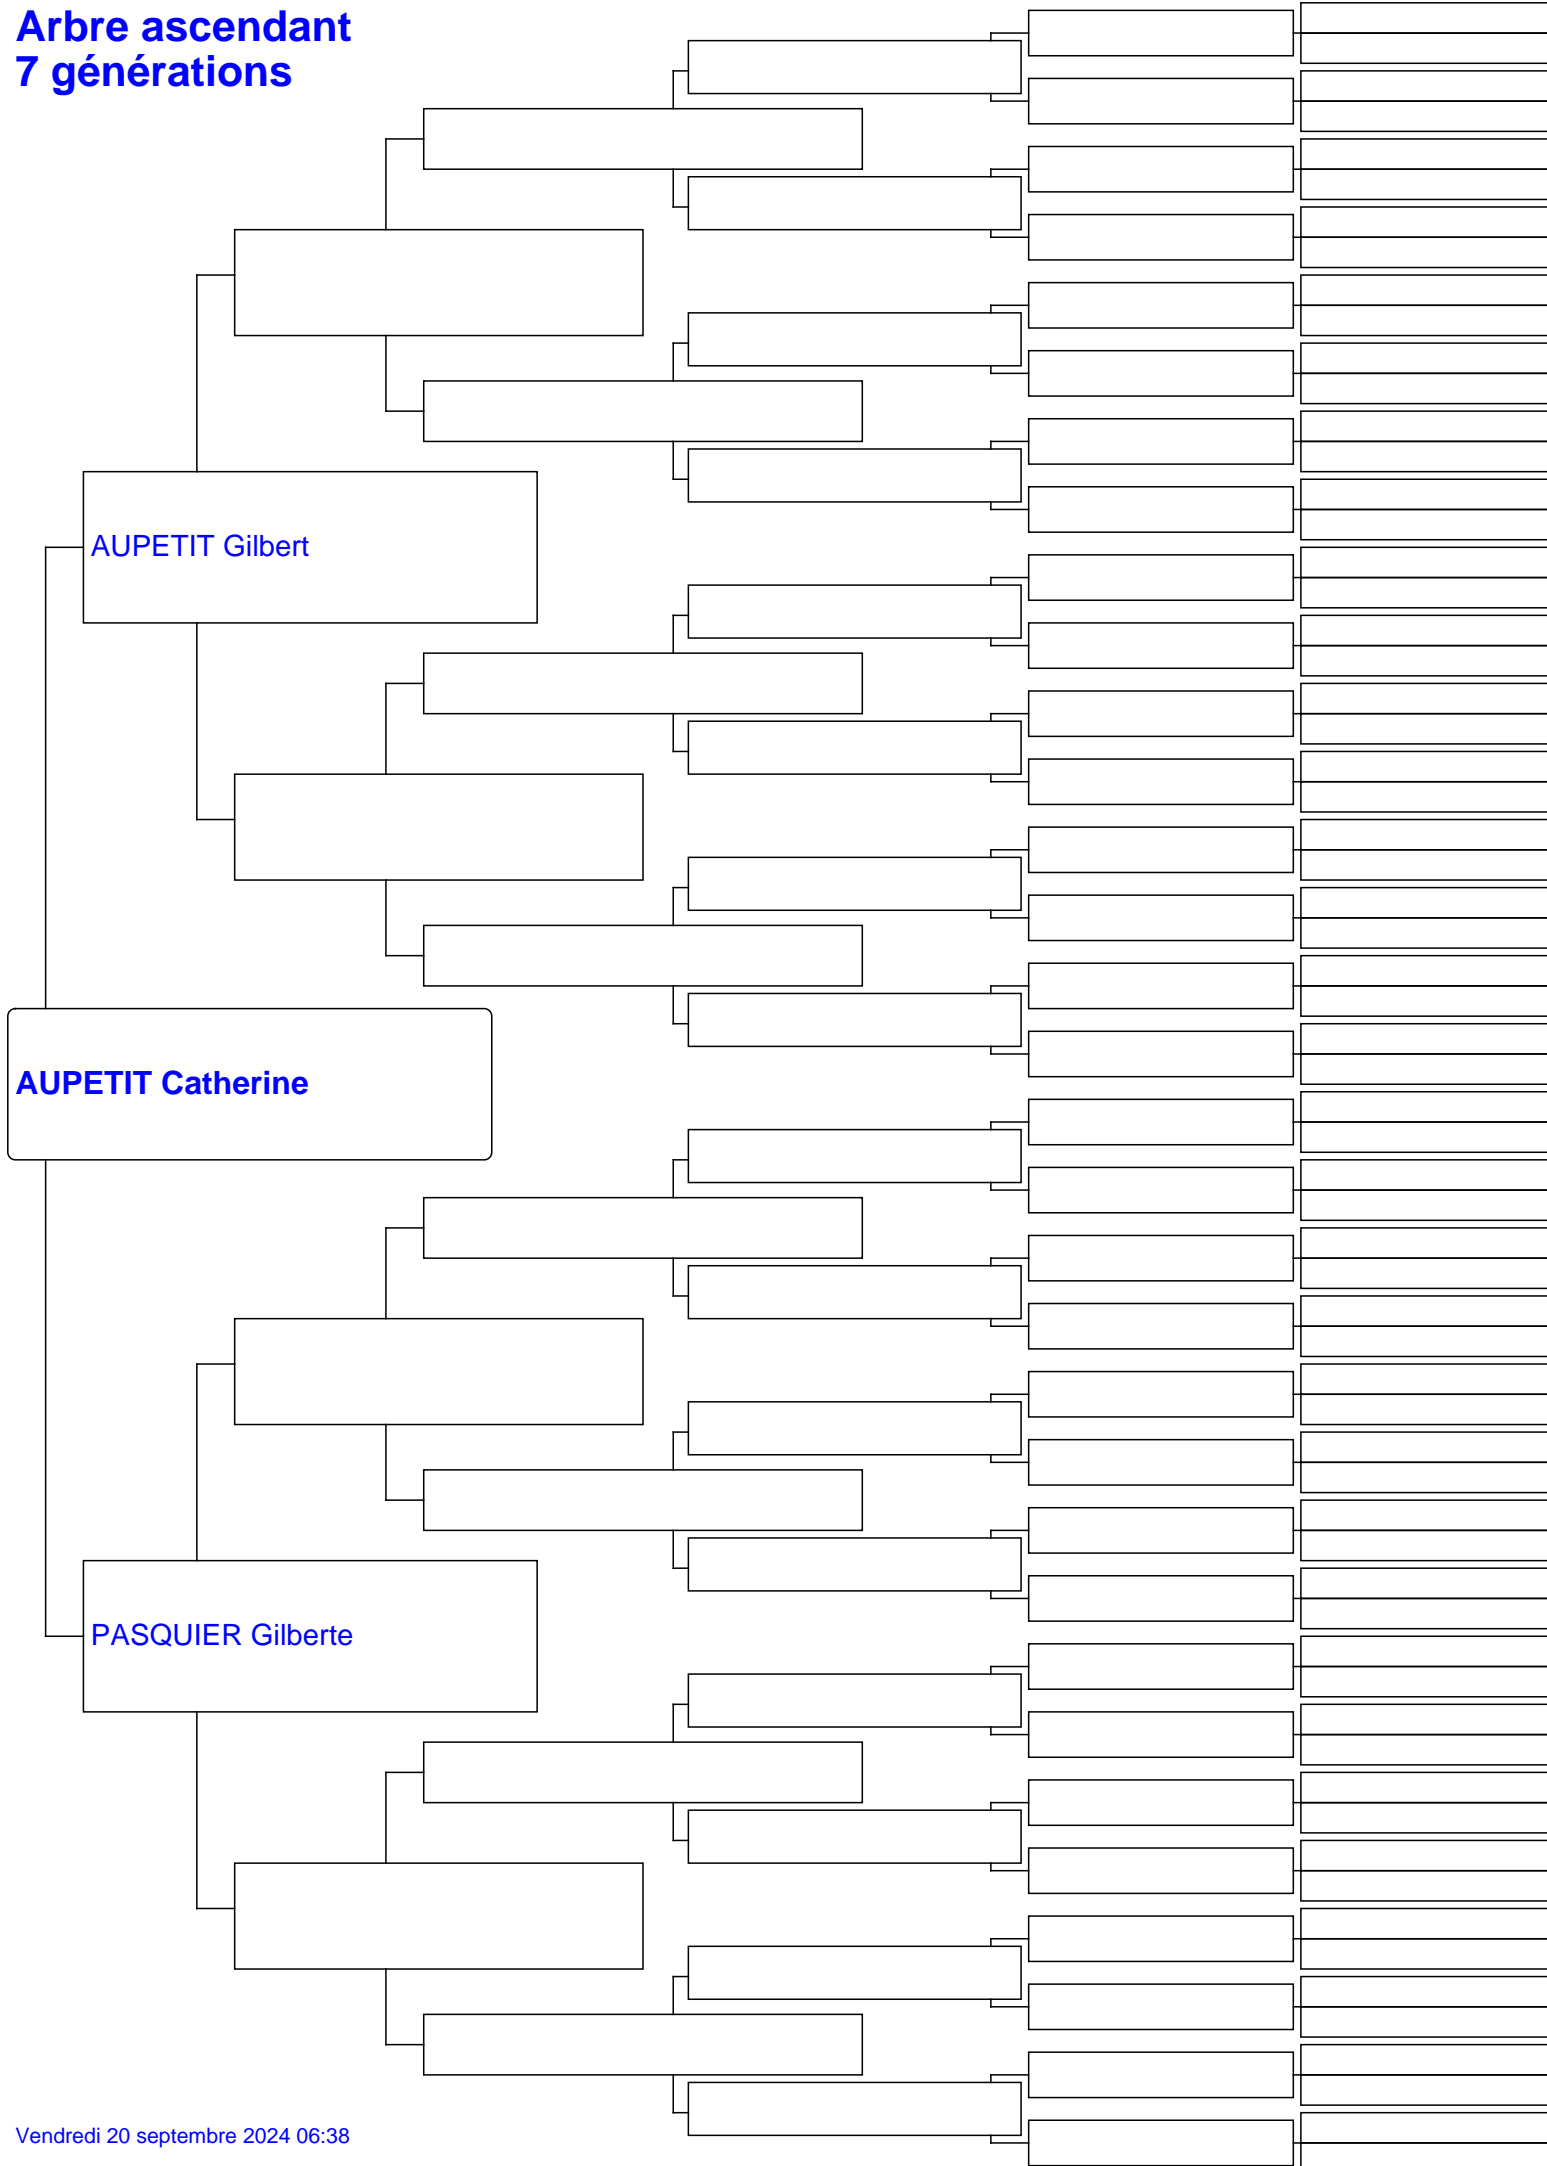 Arbre ascendant
7 générations
AUPETIT Gilbert
AUPETIT Catherine
PASQUIER Gilberte
Vendredi 20 septembre 2024 06:38